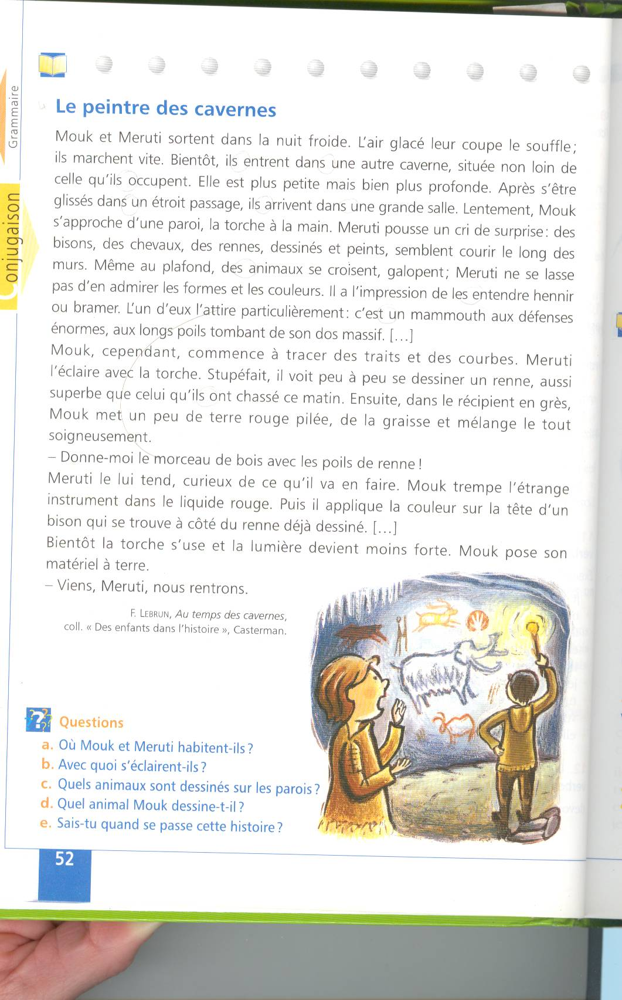 Grammaire
Conjugaison
Le peintre des cavernes
Mouk et Meruti sortent dans la nuit froide. L'air glacé leur coupe le souffle;
ils marchent vite. Bientôt, ils entrent dans une autre caverne, située non loin de
celle qu'ils occupent. Elle est plus petite mais bien plus profonde. Après s'être
glissés dans un étroit passage, ils arrivent dans une grande salle. Lentement, Mouk
s'approche d'une paroi, la torche à la main. Meruti pousse un cri de surprise: des
bisons, des chevaux, des rennes, dessinés et peints, semblent courir le long des
murs. Même au plafond, des animaux se croisent, galopent; Meruti ne se lasse
pas d'en admirer les formes et les couleurs. Il a l'impression de les entendre hennir
ou bramer. L'un d'eux l'attire particulièrement: c'est un mammouth aux défenses
énormes, aux longs poils tombant de son dos massif. [...]
Mouk, cependant, commence à tracer des traits et des courbes. Meruti
l'éclaire avec la torche. Stupéfait, il voit peu à peu se dessiner un renne, aussi
superbe que celui qu'ils ont chassé ce matin. Ensuite, dans le récipient en grès,
Mouk met un peu de terre rouge pilée, de la graisse et mélange le tout
soigneusement.
– Donne-moi le morceau de bois avec les poils de renne!
Meruti le lui tend, curieux de ce qu'il va en faire. Mouk trempe l'étrange
instrument dans le liquide rouge. Puis il applique la couleur sur la tête d'un
bison qui se trouve à côté du renne déjà dessiné. [...]
Bientôt la torche s'use et la lumière devient moins forte. Mouk pose son
matériel à terre.
– Viens, Meruti, nous rentrons.
F. LEBRUN, Au temps des cavernes,
coll. « Des enfants dans l'histoire », Casterman.
??? Questions
a. Où Mouk et Meruti habitent-ils?
b. Avec quoi s'éclairent-ils?
c. Quels animaux sont dessinés sur les parois?
d. Quel animal Mouk dessine-t-il?
e. Sais-tu quand se passe cette histoire?
52